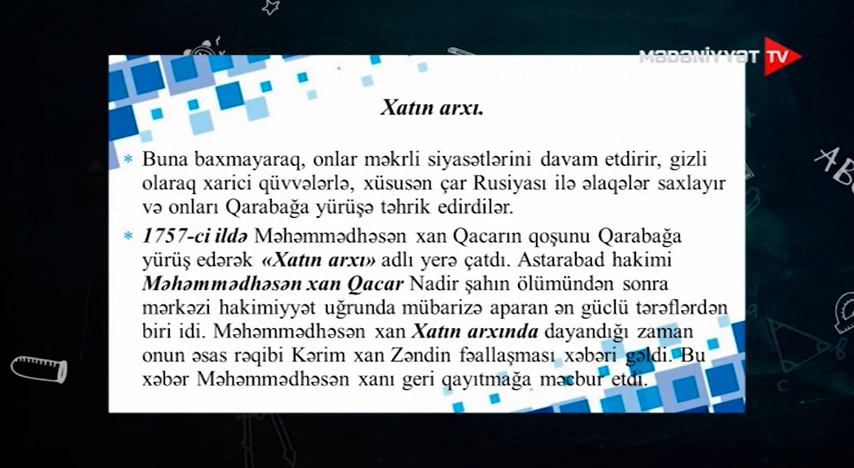 MƏDƏNİYYƏT TV
Xatın arxı.
* Buna baxmayaraq, onlar məkrli siyasətlərini davam etdirir, gizli
olaraq xarici qüvvələrlə, xüsusən çar Rusiyası ilə əlaqələr saxlayır
və onları Qarabağa yürüşə təhrik edirdilər.
* 1757-ci ildə Məhəmmədhəsən xan Qacarın qoşunu Qarabağa
yürüş edərək «Xatın arxı» adlı yerə çatdı. Astarabad hakimi
Məhəmmədhəsən xan Qacar Nadir şahın ölümündən sonra
mərkəzi hakimiyyət uğrunda mübarizə aparan ən güclü tərəflərdən
biri idi. Məhəmmədhəsən xan Xatın arxında dayandığı zaman
onun əsas rəqibi Kərim xan Zəndin fəallaşması xəbəri gəldi. Bu
xəbər Məhəmmədhəsən xanı geri qayıtmağa məcbur etdi.
ABC
C